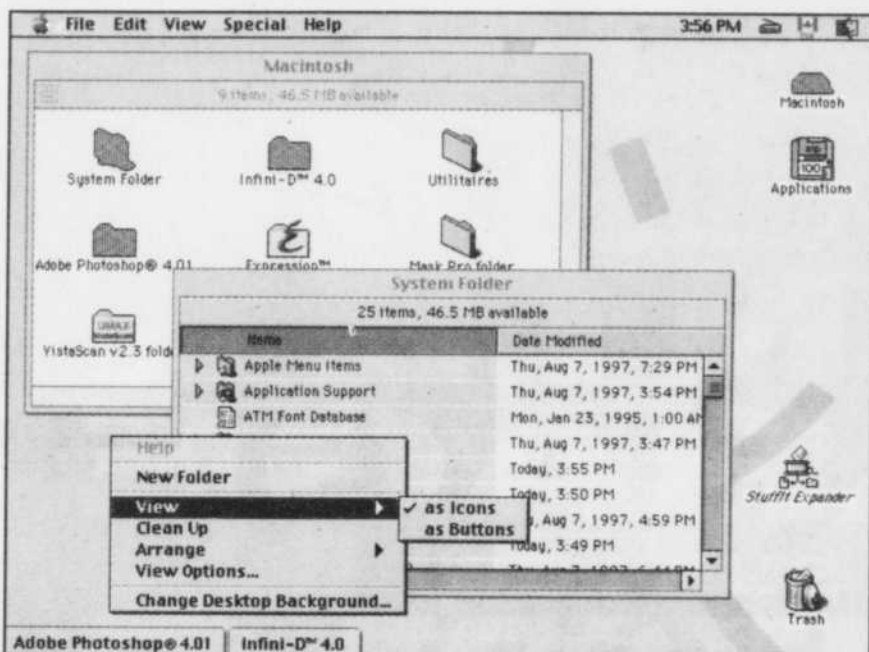 File Edit View Special Help 3:56 PM
Macintosh
9 items, 46.5 MB available
System Folder
Infini-D™ 4.0
Utilitaires
Adobe Photoshop® 4.01
Expression™
Mask Pro folder
VistaScan v2.3 folde
System Folder
25 items, 46.5 MB available
Name Date Modified
Apple Menu Items Thu, Aug 7, 1997, 7:29 PM
Application Support Thu, Aug 7, 1997, 3:54 PM
ATM Font Database Mon, Jan 23, 1995, 1:00 AM
Thu, Aug 7, 1997, 3:47 PM
Today, 3:55 PM
Today, 3:50 PM
, Aug 7, 1997, 4:59 PM
Today, 3:49 PM
Help
New Folder
View
as Icons
as Buttons
Clean Up
Arrange
View Options...
Change Desktop Background...
Macintosh
Applications
StuffIt Expander
Trash
Adobe Photoshop® 4.01
Infini-D™ 4.0